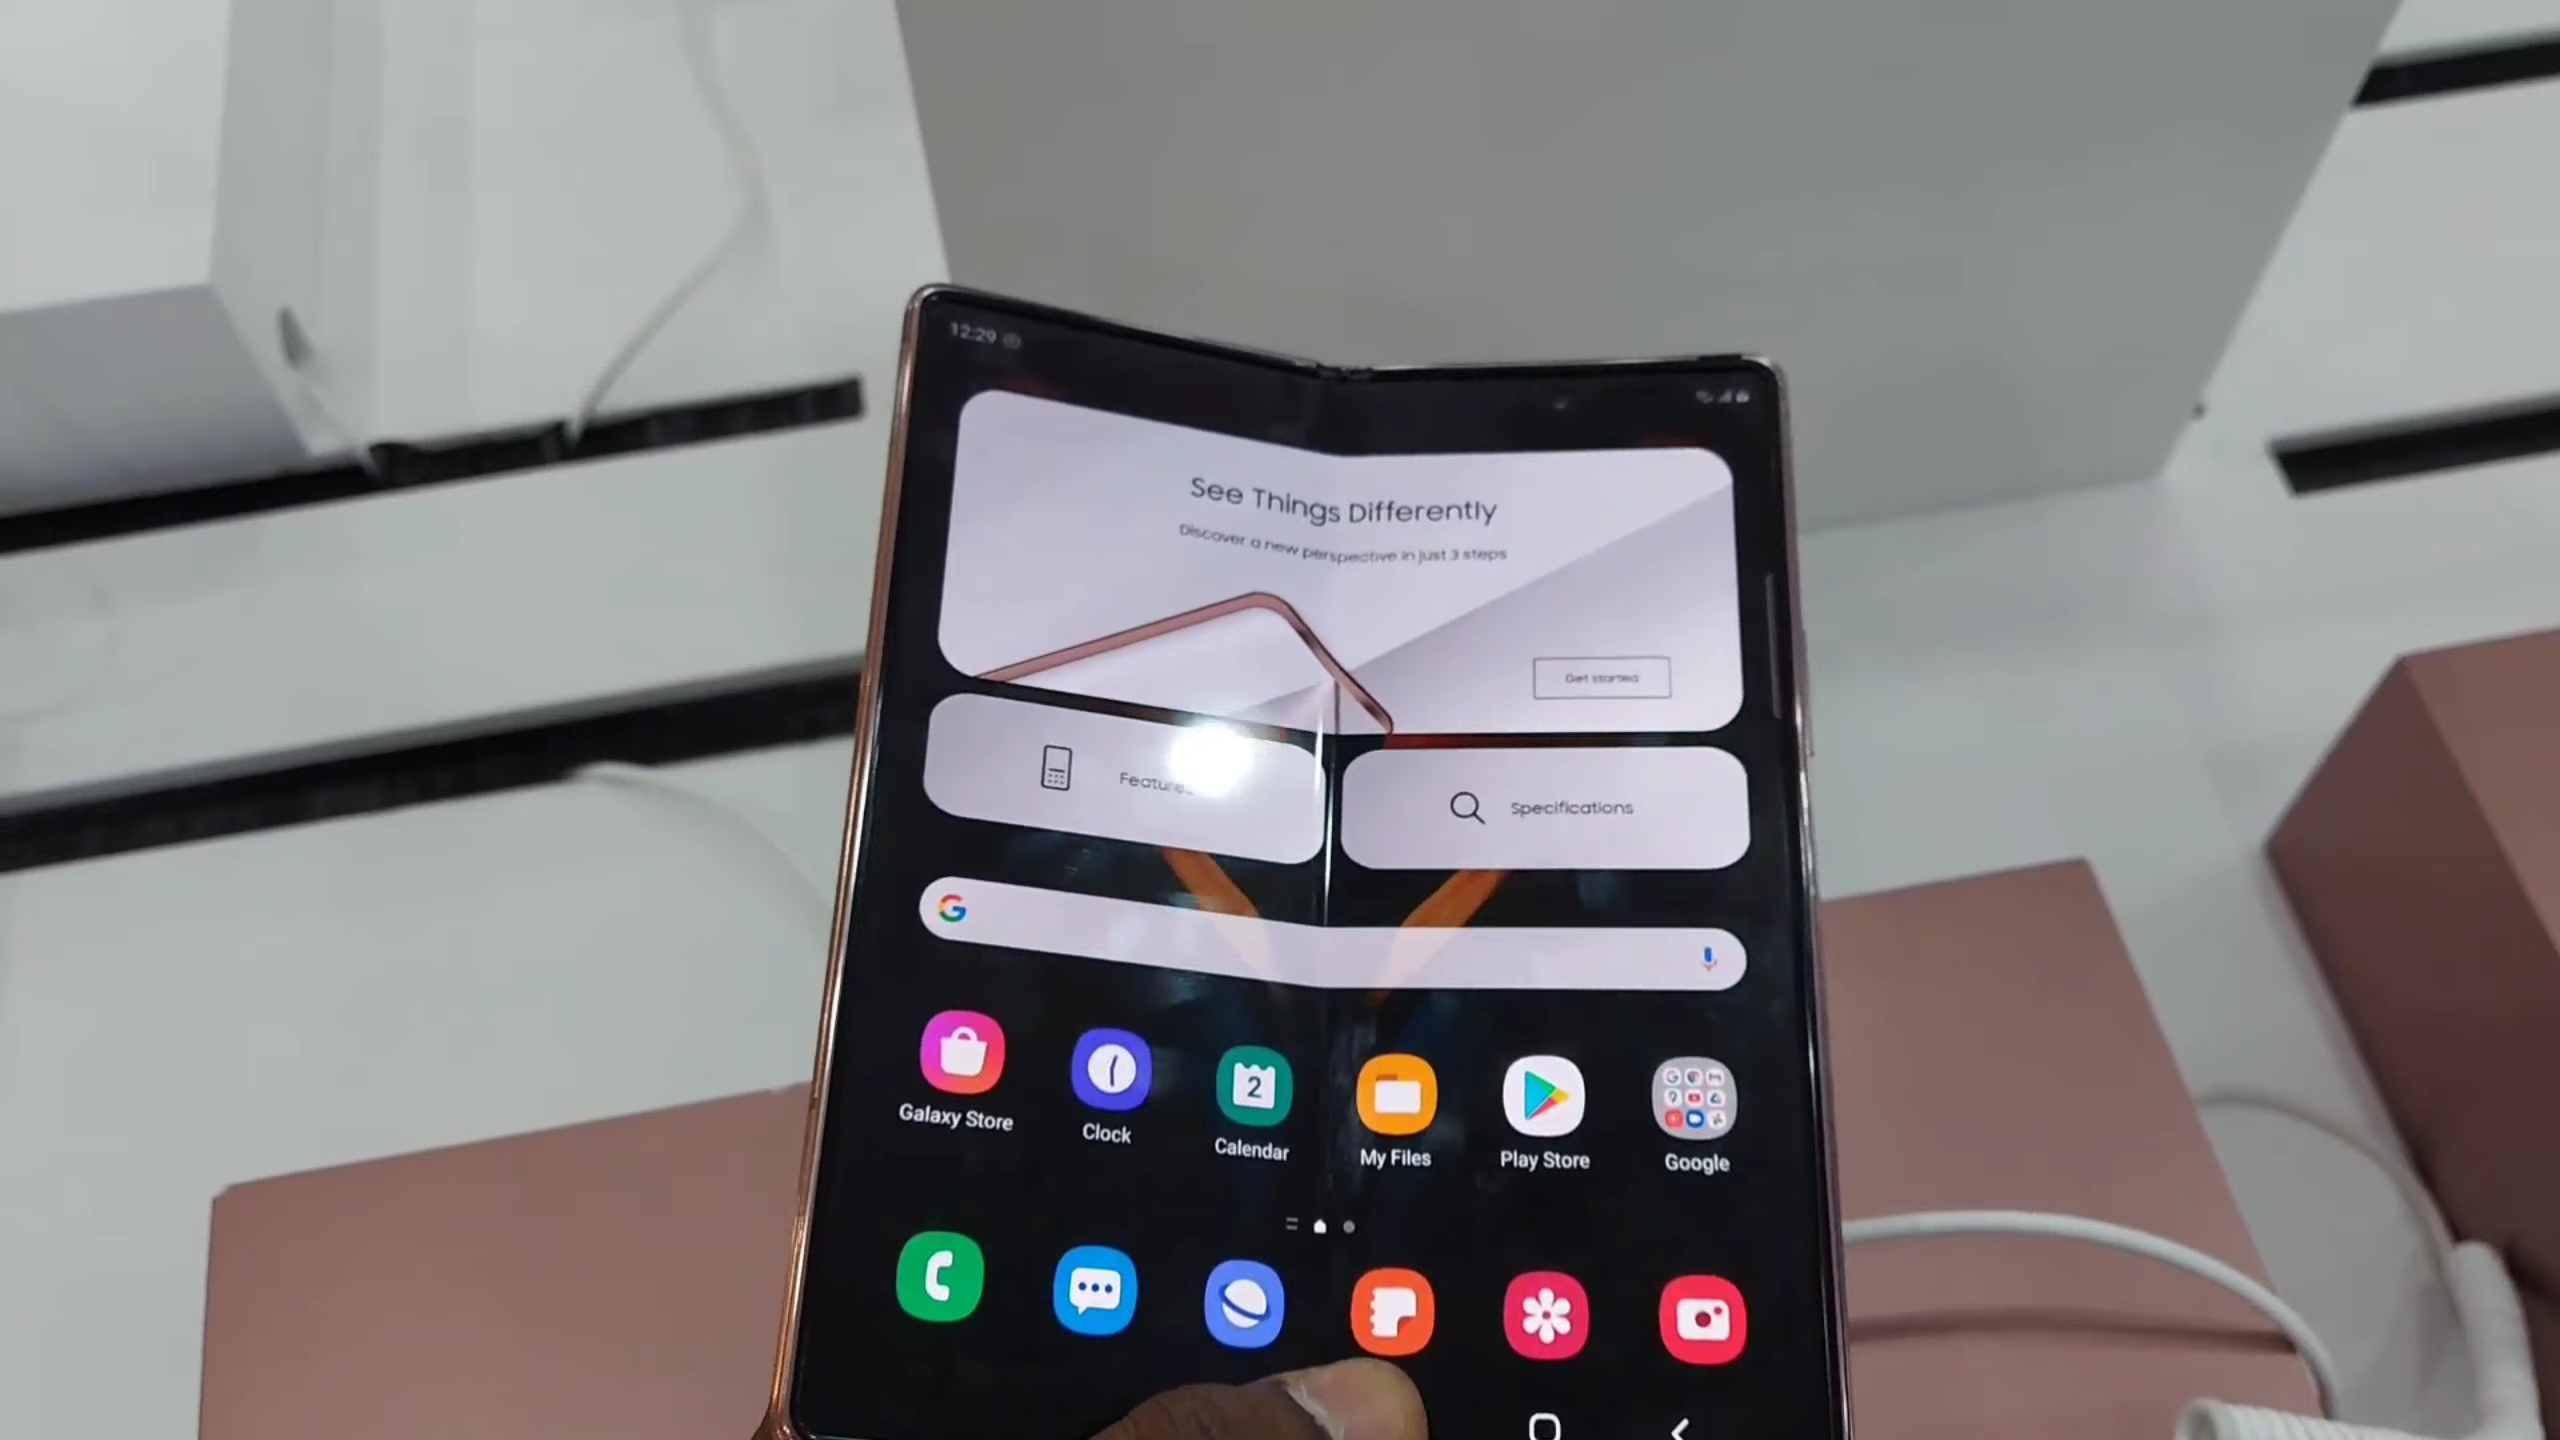 12:29
See Things Differently
Discover a new perspective in just 3 steps
Get started
Features
Specifications
G
Galaxy Store
Clock
2
Calendar
My Files
Play Store
Google